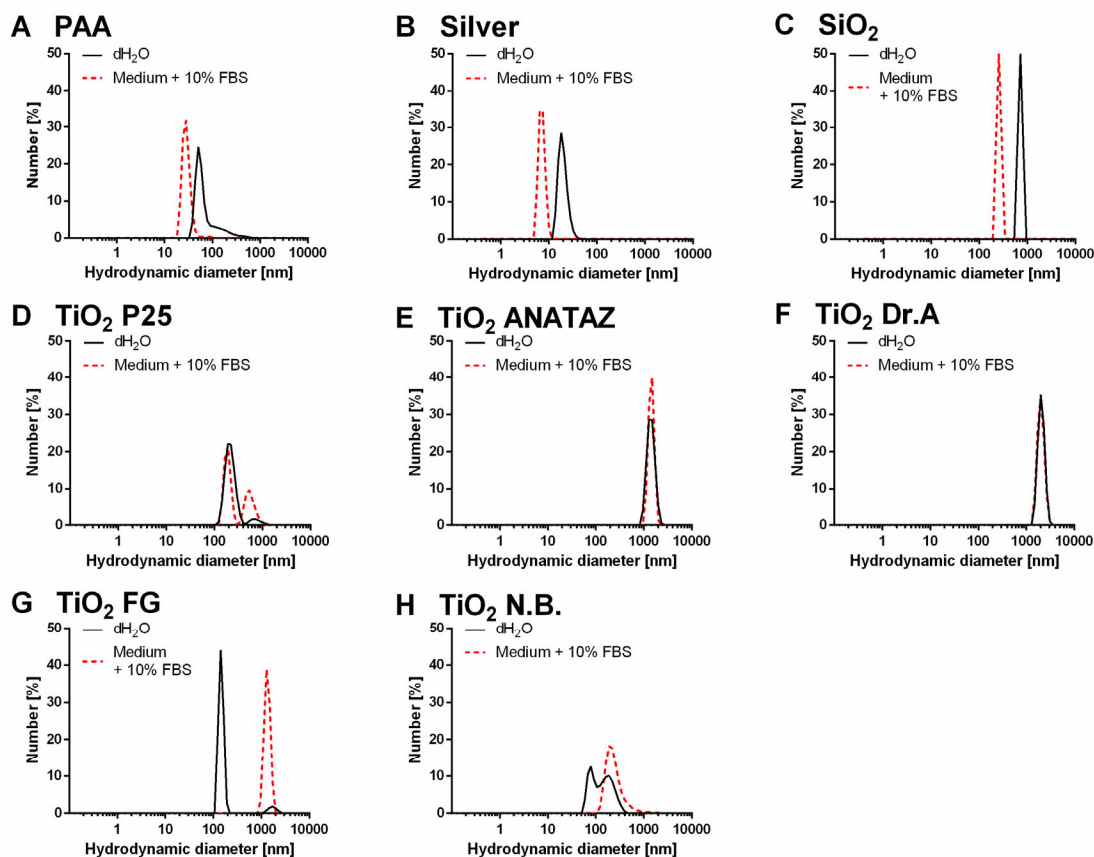 A PAA
dH₂O
Medium + 10% FBS
50
40
30
20
10
0
Number [%]
1 10 100 1000 10000
Hydrodynamic diameter [nm]
B Silver
dH₂O
Medium + 10% FBS
50
40
30
20
10
0
Number [%]
1 10 100 1000 10000
Hydrodynamic diameter [nm]
C SiO₂
dH₂O
Medium
+ 10% FBS
50
40
30
20
10
0
Number [%]
1 10 100 1000 10000
Hydrodynamic diameter [nm]
D TiO₂ P25
dH₂O
Medium + 10% FBS
50
40
30
20
10
0
Number [%]
1 10 100 1000 10000
Hydrodynamic diameter [nm]
E TiO₂ ANATAZ
dH₂O
Medium + 10% FBS
50
40
30
20
10
0
Number [%]
1 10 100 1000 10000
Hydrodynamic diameter [nm]
F TiO₂ Dr.A
dH₂O
Medium + 10% FBS
50
40
30
20
10
0
Number [%]
1 10 100 1000 10000
Hydrodynamic diameter [nm]
G TiO₂ FG
dH₂O
Medium
+ 10% FBS
50
40
30
20
10
0
Number [%]
1 10 100 1000 10000
Hydrodynamic diameter [nm]
H TiO₂ N.B.
dH₂O
Medium + 10% FBS
50
40
30
20
10
0
Number [%]
1 10 100 1000 10000
Hydrodynamic diameter [nm]